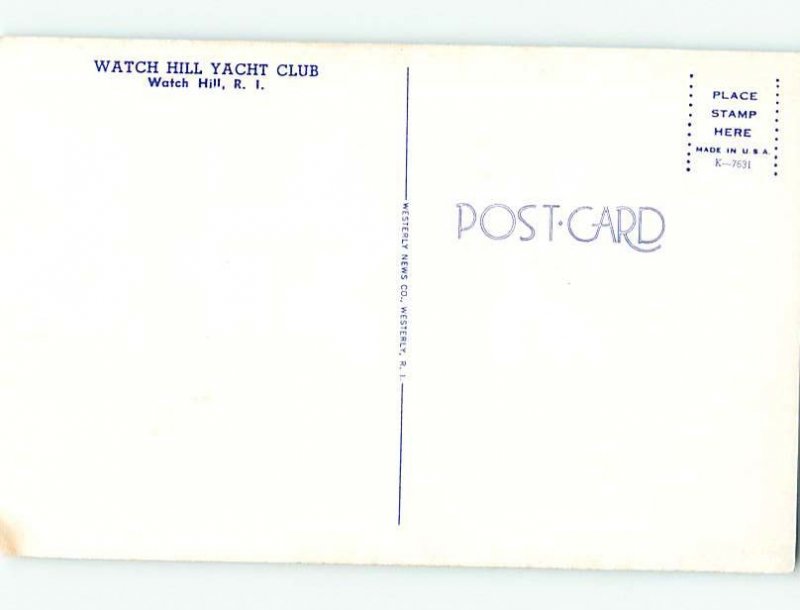 WATCH HILL YACHT CLUB
Watch Hill, R. I.
WESTERLY NEWS CO., WESTERLY, R. I.
POST·CARD
PLACE
STAMP
HERE
MADE IN U.S.A.
K—7631